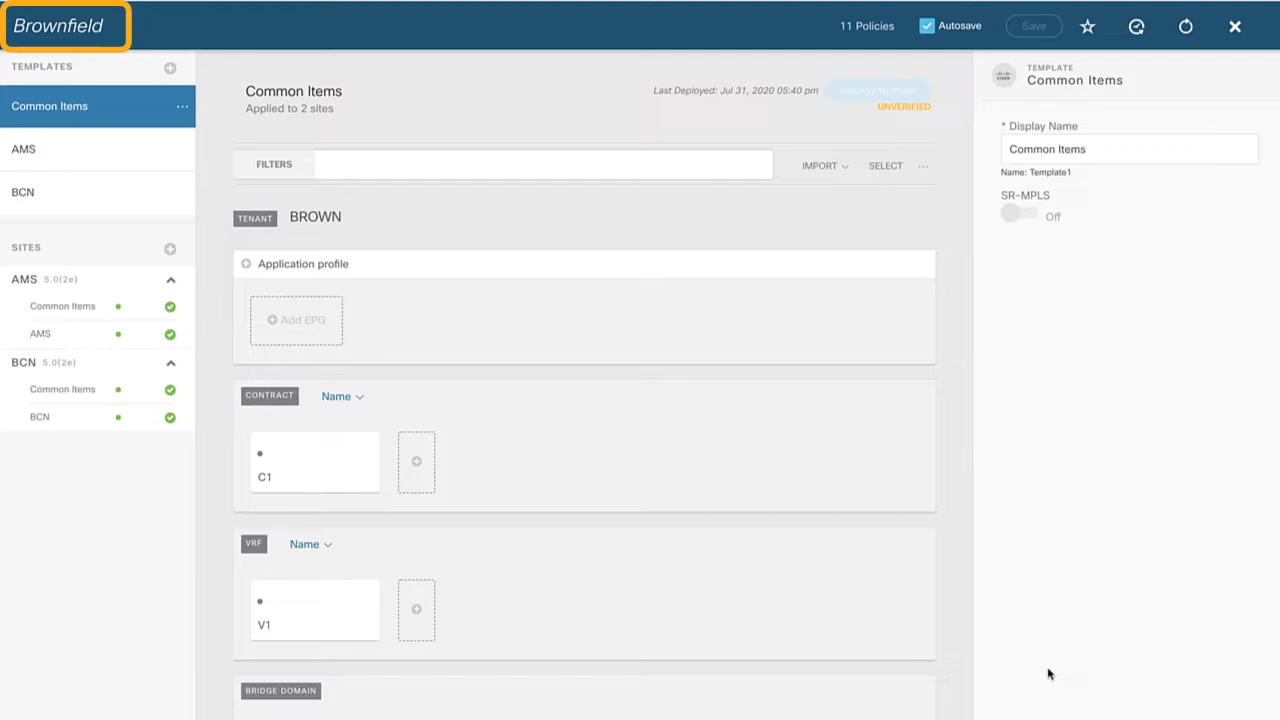 Brownfield
11 Policies
Autosave
Save
TEMPLATES
Common Items
AMS
BCN
SITES
AMS 5.0(2e)
Common Items
AMS
BCN 5.0(2e)
Common Items
BCN
Common Items
Applied to 2 sites
Last Deployed: Jul 31, 2020 05:40 pm
Deploy to sites
UNVERIFIED
FILTERS
IMPORT
SELECT
TENANT BROWN
Application profile
Add EPG
CONTRACT Name
C1
VRF Name
V1
BRIDGE DOMAIN
TEMPLATE
Common Items
* Display Name
Common Items
Name: Template1
SR-MPLS
Off